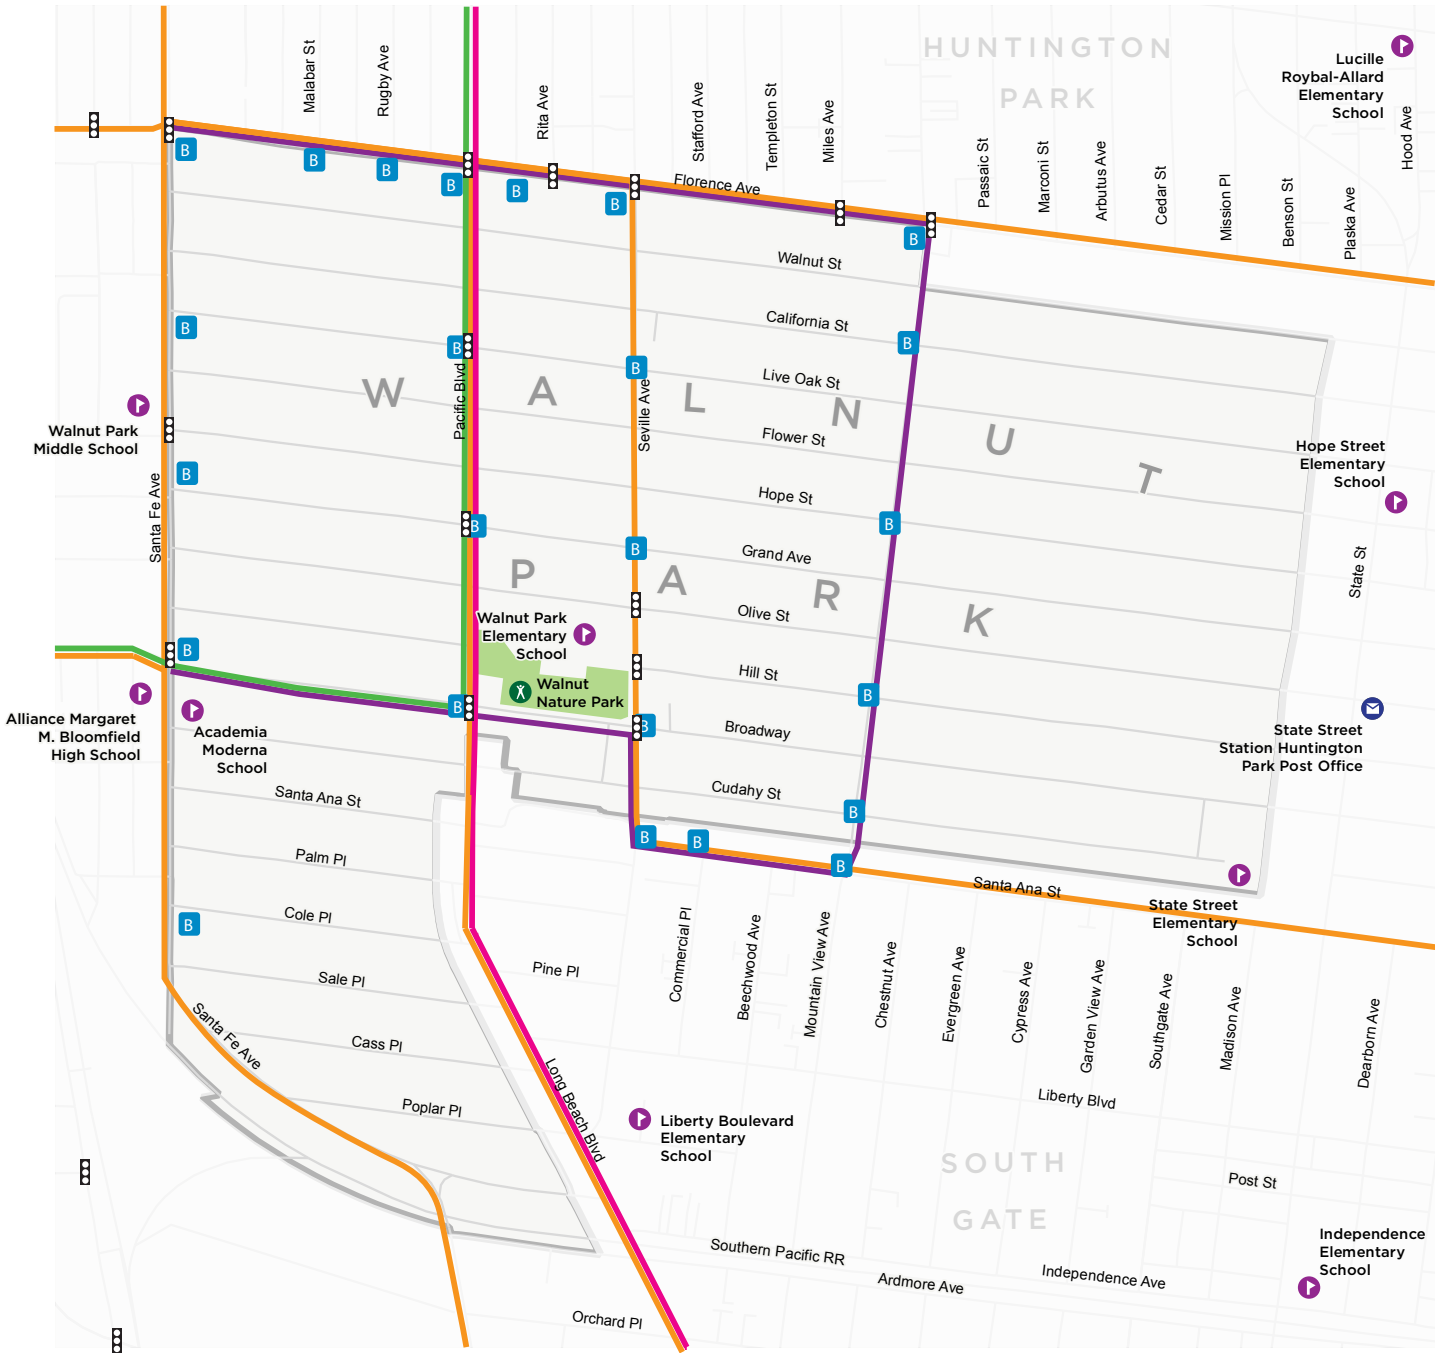 HUNTINGTON
PARK
Lucille
Roybal-Allard
Elementary
School
Malabar St
Rugby Ave
Rita Ave
Stafford Ave
Templeton St
Miles Ave
Passaic St
Marconi St
Arbutus Ave
Cedar St
Mission Pl
Benson St
Plaska Ave
Hood Ave
Florence Ave
B
B
B
B
B
B
B
Walnut St
California St
B
B
B
B
Live Oak St
WALNUT
Pacific Blvd
Seville Ave
Walnut Park
Middle School
Flower St
Hope Street
Elementary
School
Santa Fe Ave
B
Hope St
B
B
B
Grand Ave
State St
PARK
Olive St
Walnut Park
Elementary
School
B
Hill St
Walnut
Nature Park
B
B
B
Broadway
Alliance Margaret
M. Bloomfield
High School
Academia
Moderna
School
State Street
Station Huntington
Park Post Office
Santa Ana St
Cudahy St
B
B
B
B
Palm Pl
Santa Ana St
State Street
Elementary
School
Cole Pl
B
Sale Pl
Pine Pl
Commercial Pl
Beechwood Ave
Mountain View Ave
Chestnut Ave
Evergreen Ave
Cypress Ave
Garden View Ave
Southgate Ave
Madison Ave
Dearborn Ave
Santa Fe Ave
Cass Pl
Poplar Pl
Long Beach Blvd
Liberty Blvd
Liberty Boulevard
Elementary
School
SOUTH
GATE
Post St
Southern Pacific RR
Ardmore Ave
Independence Ave
Independence
Elementary
School
Orchard Pl